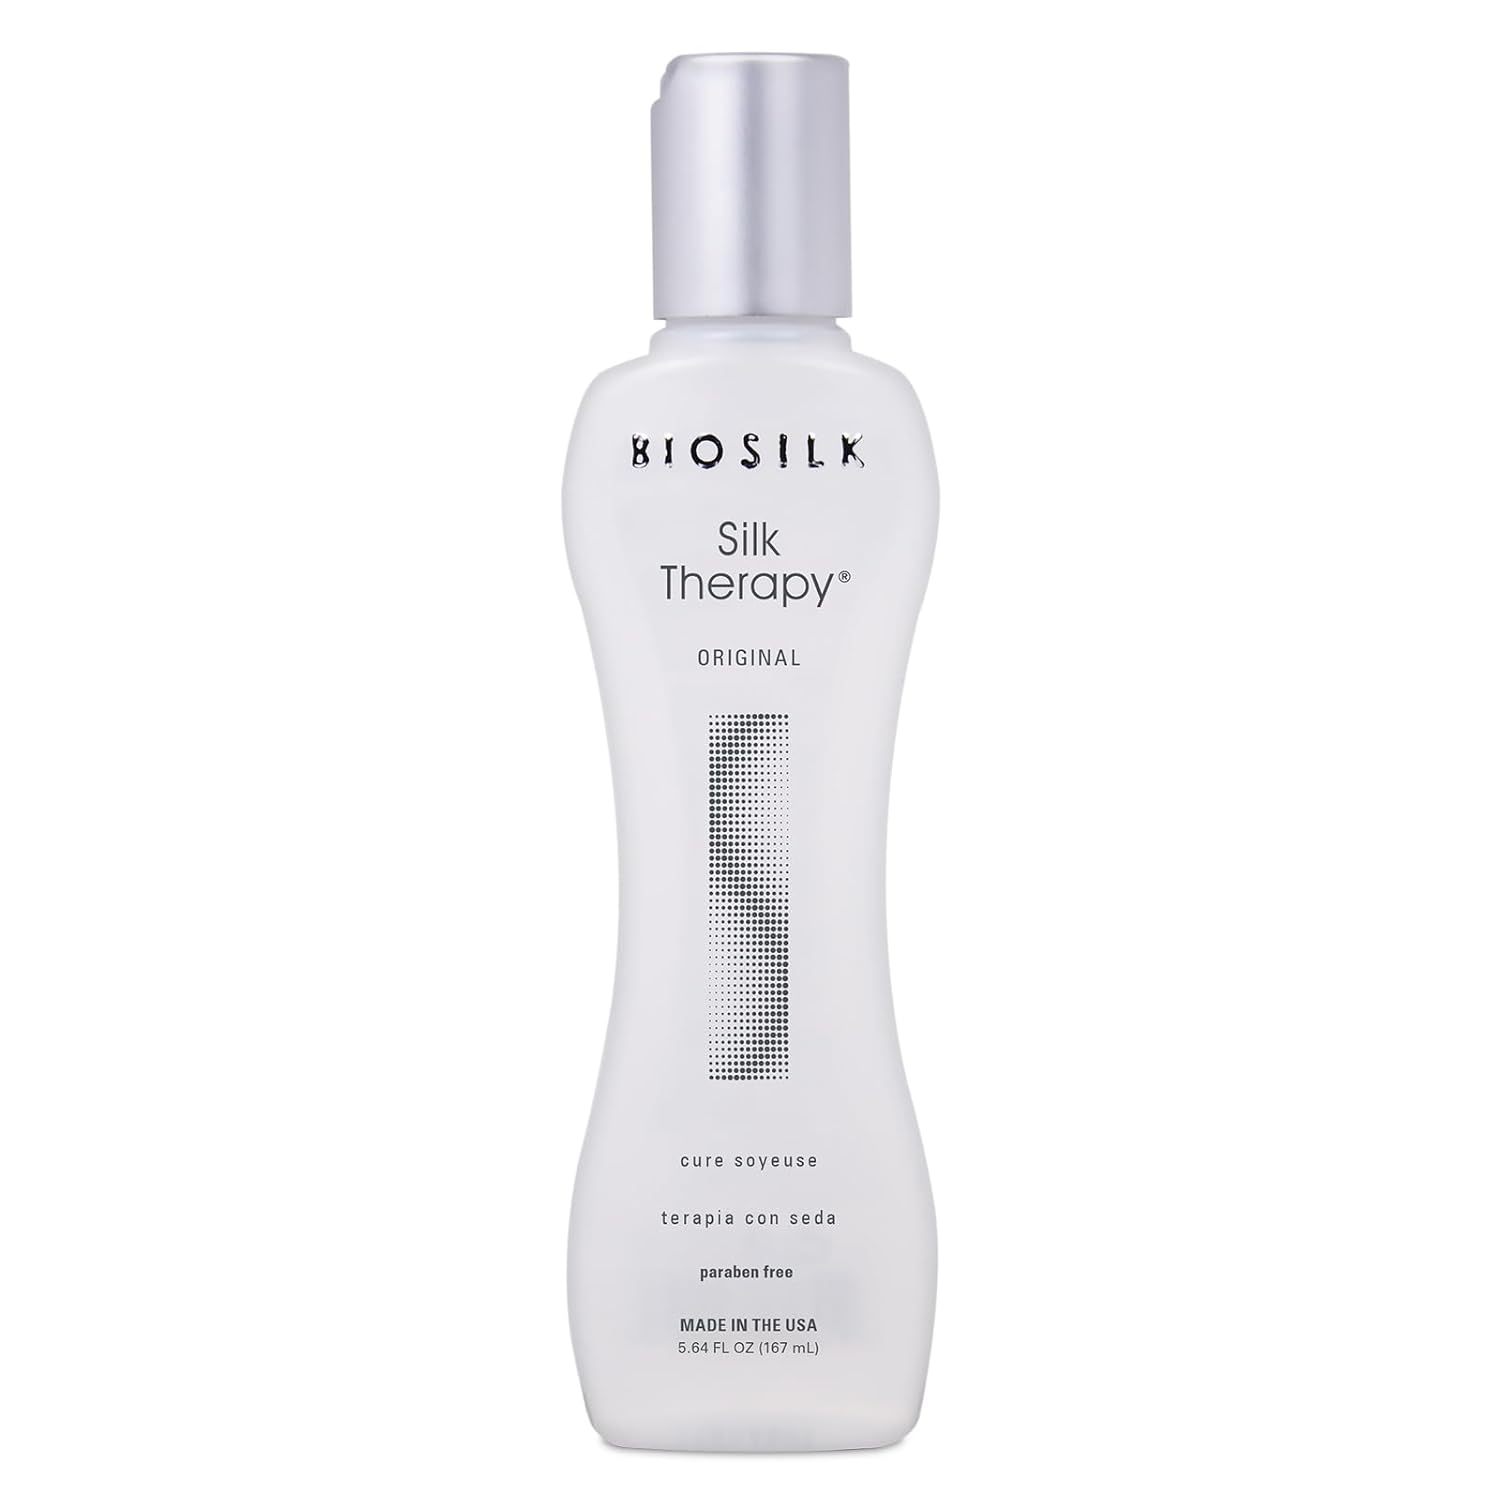 BIOSILK
Silk
Therapy®
ORIGINAL
cure soyeuse
terapia con seda
paraben free
MADE IN THE USA
5.64 FL OZ (167 mL)